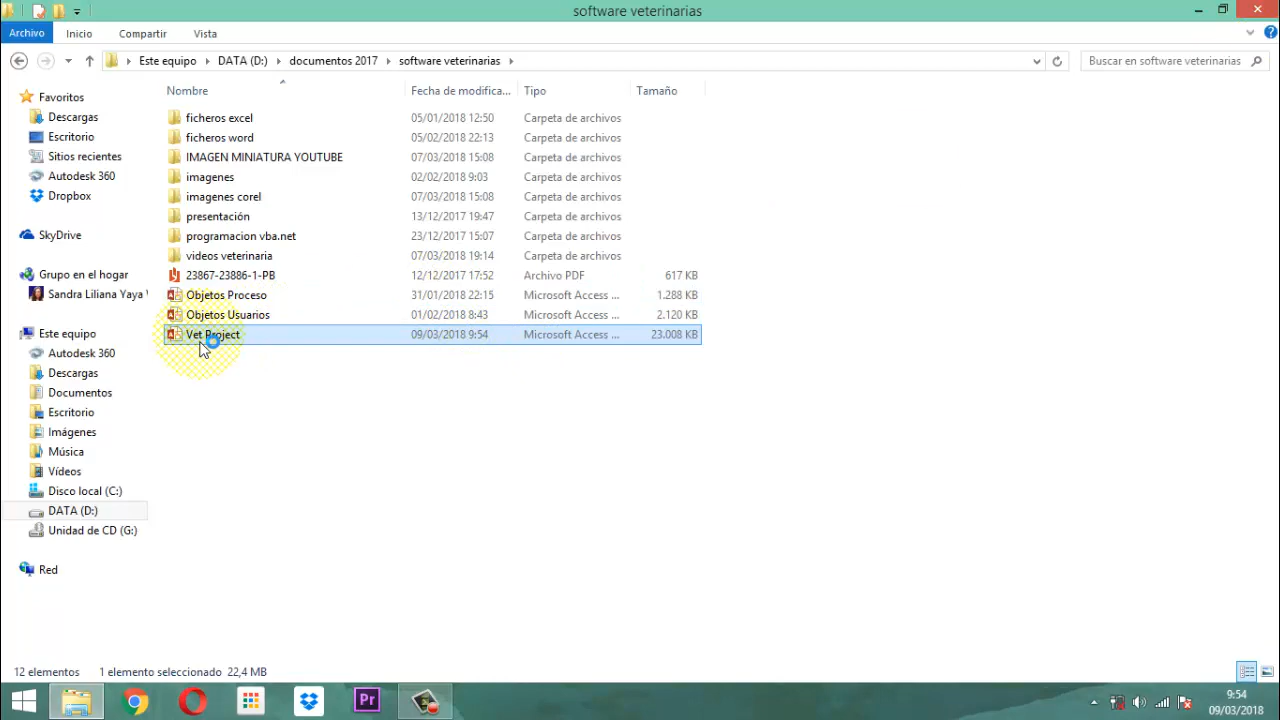 software veterinarias
Archivo Inicio Compartir Vista
Este equipo DATA (D:) documentos 2017 software veterinarias Buscar en software veterinarias
Nombre Fecha de modifica... Tipo Tamaño
Favoritos
Descargas
Escritorio
Sitios recientes
Autodesk 360
Dropbox
SkyDrive
Grupo en el hogar
Sandra Liliana Yaya
Este equipo
Autodesk 360
Descargas
Documentos
Escritorio
Imágenes
Música
Vídeos
Disco local (C:)
DATA (D:)
Unidad de CD (G:)
Red
ficheros excel 05/01/2018 12:50 Carpeta de archivos
ficheros word 05/02/2018 22:13 Carpeta de archivos
IMAGEN MINIATURA YOUTUBE 07/03/2018 15:08 Carpeta de archivos
imagenes 02/02/2018 9:03 Carpeta de archivos
imagenes corel 07/03/2018 15:08 Carpeta de archivos
presentación 13/12/2017 19:47 Carpeta de archivos
programacion vba.net 23/12/2017 15:07 Carpeta de archivos
videos veterinaria 07/03/2018 19:14 Carpeta de archivos
23867-23886-1-PB 12/12/2017 17:52 Archivo PDF 617 KB
Objetos Proceso 31/01/2018 22:15 Microsoft Access ... 1.288 KB
Objetos Usuarios 01/02/2018 8:43 Microsoft Access ... 2.120 KB
Vet Project 09/03/2018 9:54 Microsoft Access ... 23.008 KB
12 elementos 1 elemento seleccionado 22,4 MB
Pr
9:54
09/03/2018